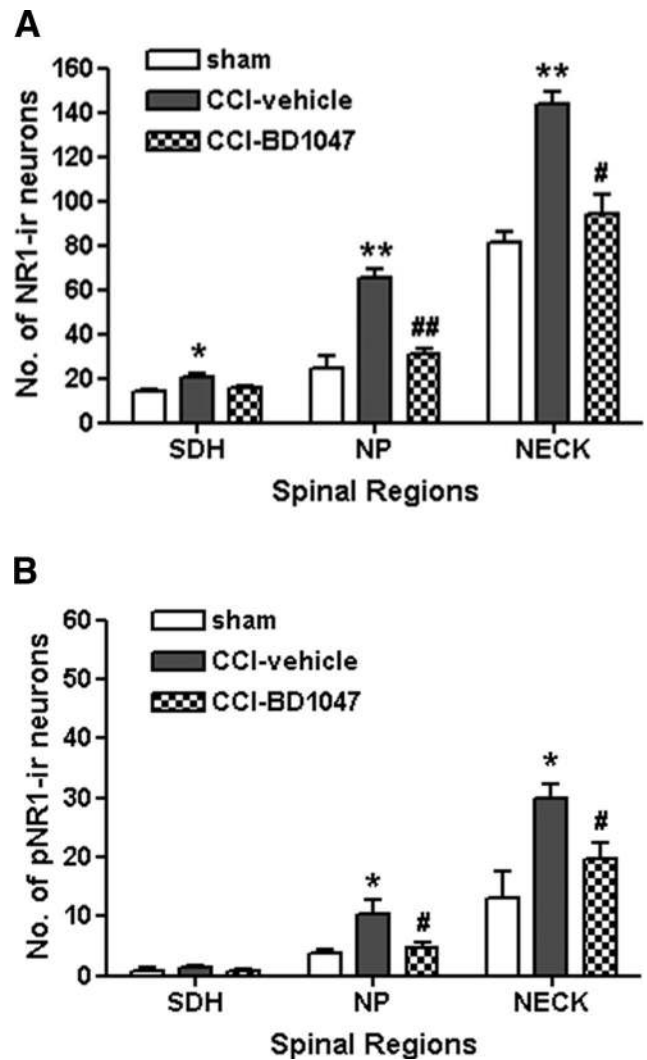 A
sham
CCI-vehicle
CCI-BD1047
No. of NR1-ir neurons
160
140
120
100
80
60
40
20
0
*
**
##
**
#
SDH NP NECK
Spinal Regions
B
sham
CCI-vehicle
CCI-BD1047
No. of pNR1-ir neurons
60
50
40
30
20
10
0
*
#
*
#
SDH NP NECK
Spinal Regions